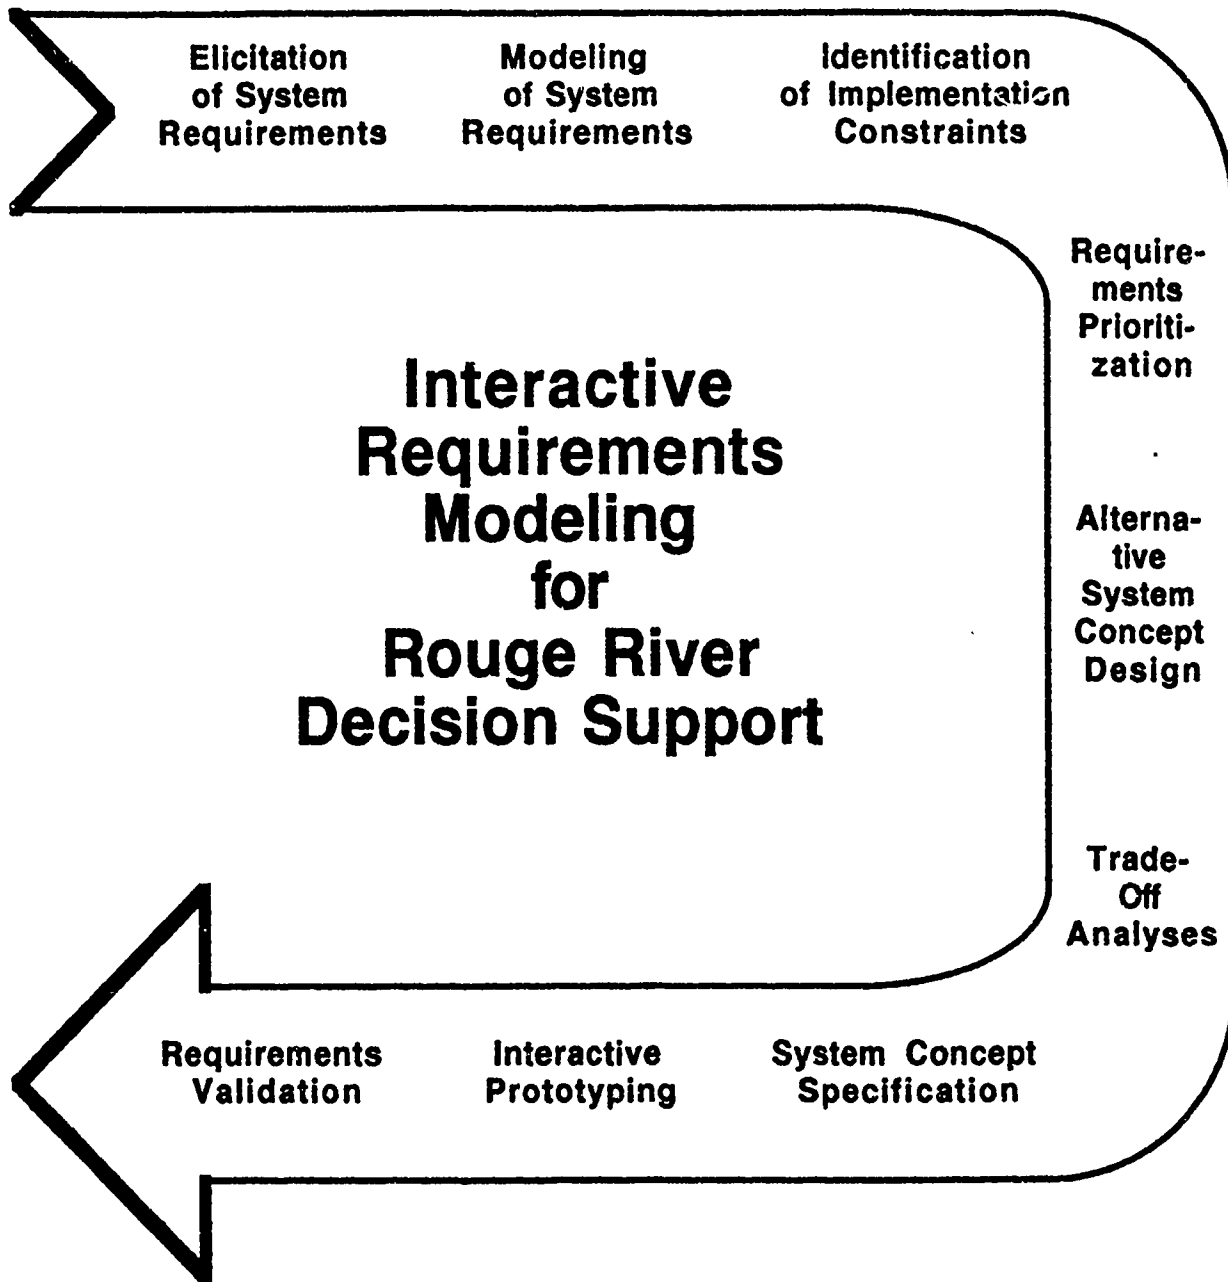 Elicitation
of System
Requirements
Modeling
of System
Requirements
Identification
of Implementation
Constraints
Require-
ments
Prioriti-
zation
Alterna-
tive
System
Concept
Design
Trade-
Off
Analyses
System Concept
Specification
Interactive
Prototyping
Requirements
Validation
Interactive
Requirements
Modeling
for
Rouge River
Decision Support